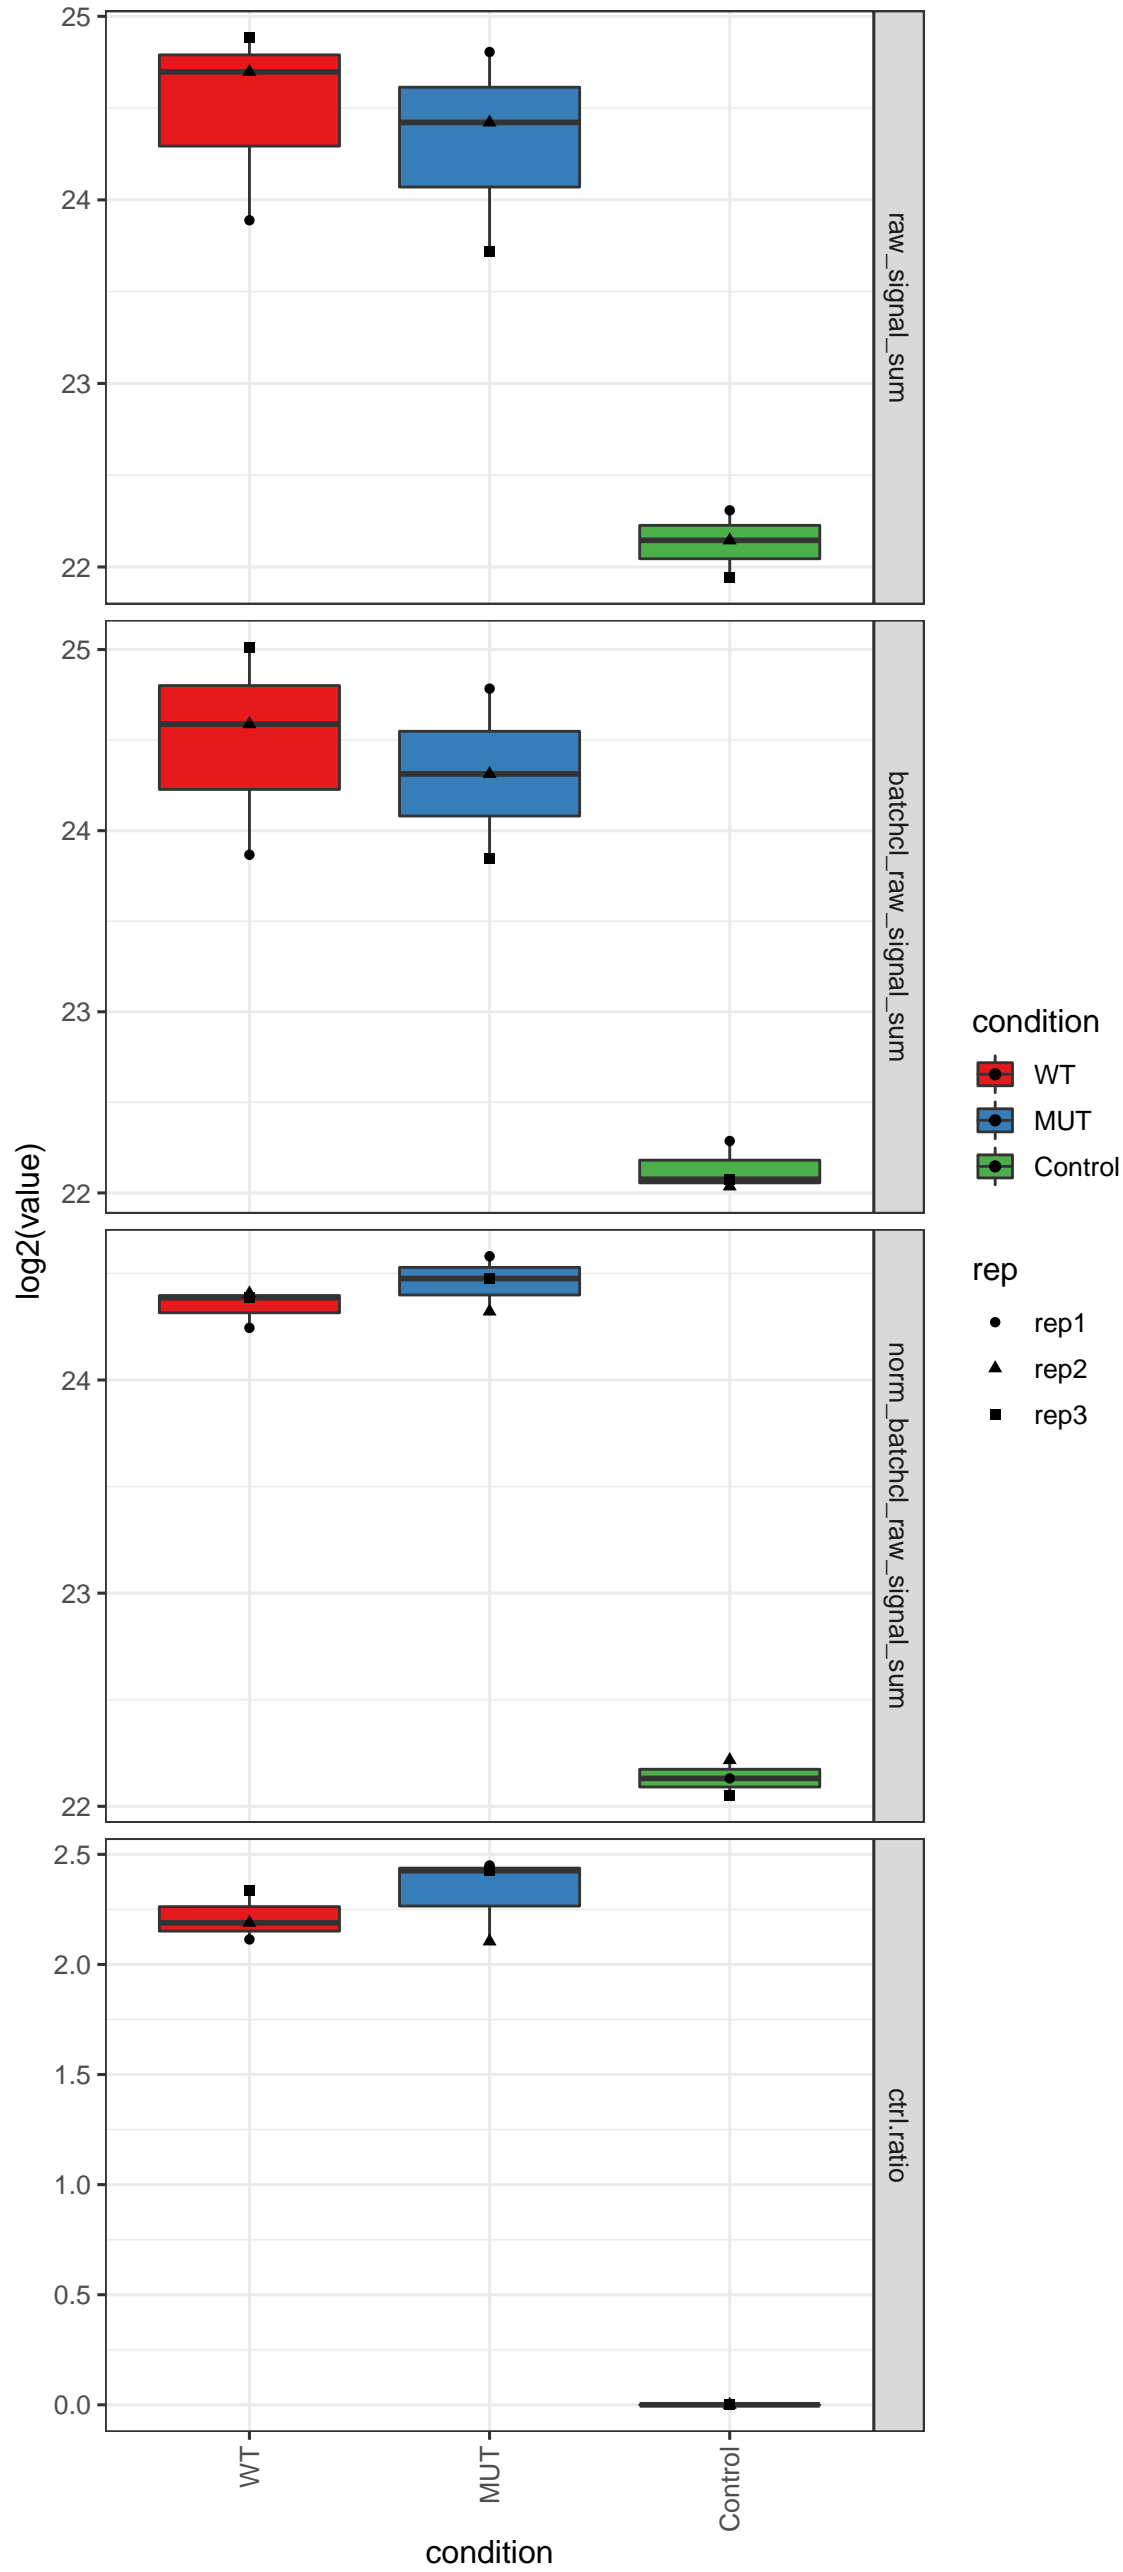 25
24
23
22
raw_signal_sum
25
24
23
22
batchcl_raw_signal_sum
24
23
22
norm_batchcl_raw_signal_sum
2.5
2.0
1.5
1.0
0.5
0.0
ctrl.ratio
log2(value)
WT
MUT
Control
condition
condition
WT
MUT
Control
rep
rep1
rep2
rep3